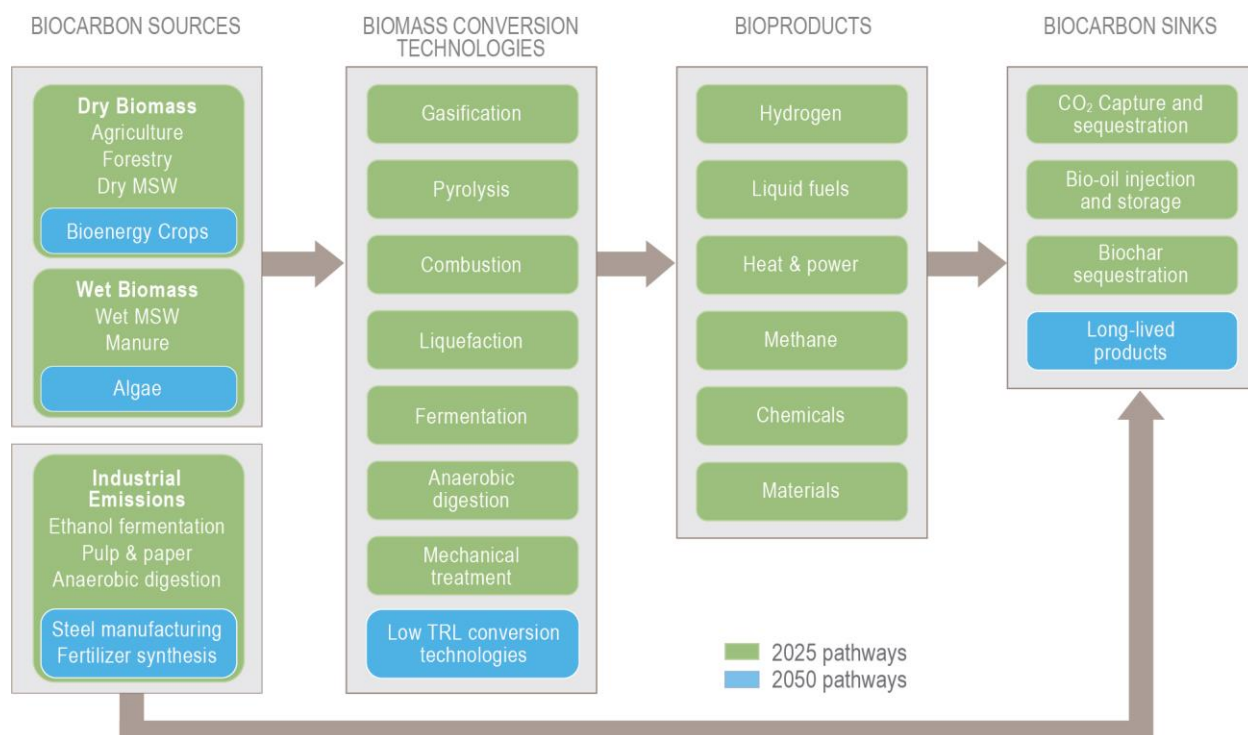 BIOCARBON SOURCES
Dry Biomass
Agriculture
Forestry
Dry MSW
Bioenergy Crops
Wet Biomass
Wet MSW
Manure
Algae
Industrial
Emissions
Ethanol fermentation
Pulp & paper
Anaerobic digestion
Steel manufacturing
Fertilizer synthesis
BIOMASS CONVERSION
TECHNOLOGIES
Gasification
Pyrolysis
Combustion
Liquefaction
Fermentation
Anaerobic
digestion
Mechanical
treatment
Low TRL conversion
technologies
BIOPRODUCTS
Hydrogen
Liquid fuels
Heat & power
Methane
Chemicals
Materials
BIOCARBON SINKS
CO₂ Capture and
sequestration
Bio-oil injection
and storage
Biochar
sequestration
Long-lived
products
2025 pathways
2050 pathways